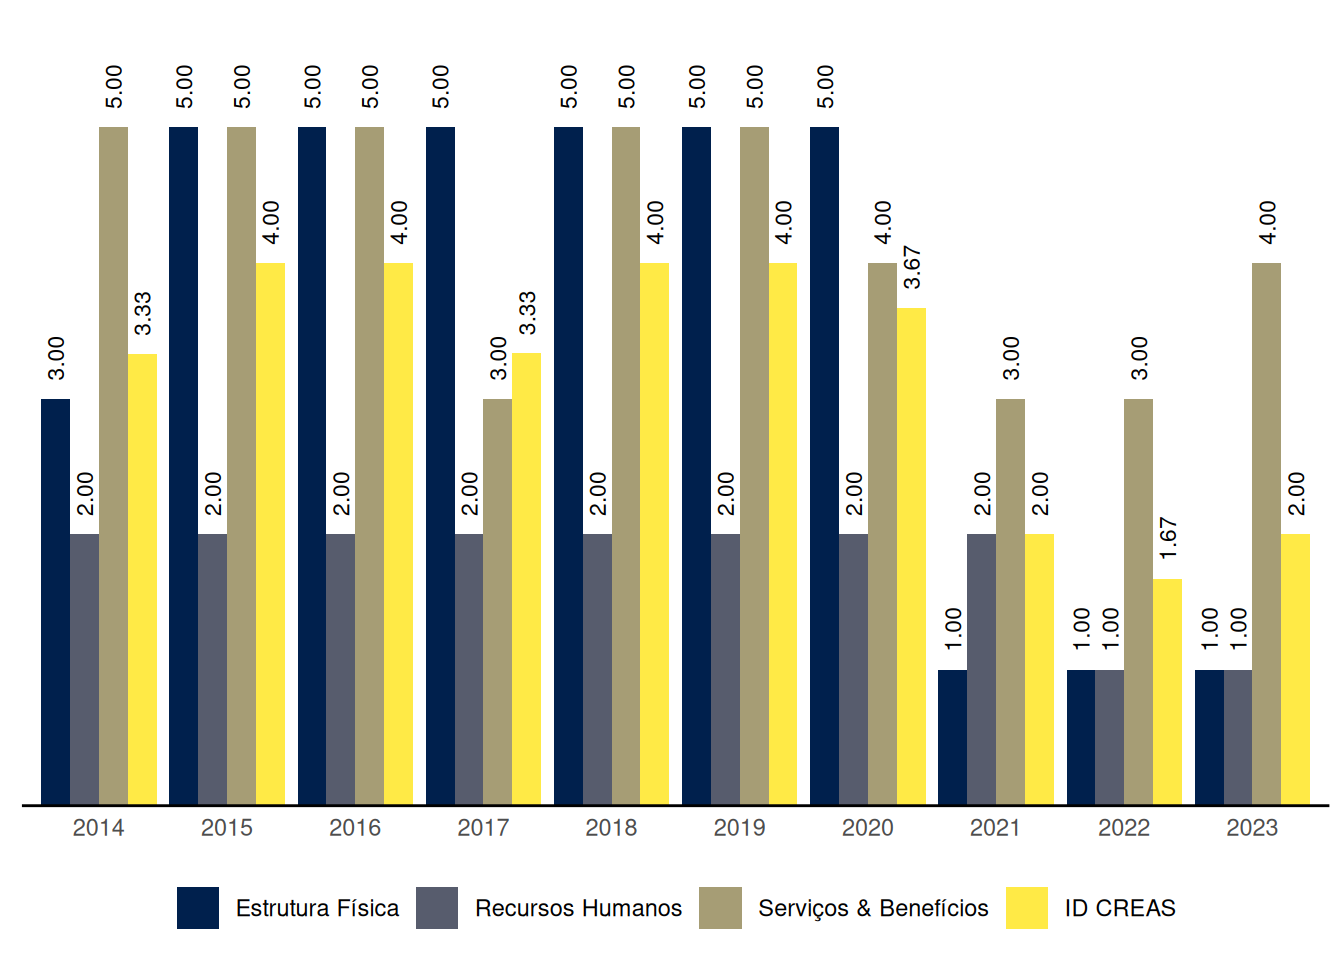 5.00 5.00 5.00 5.00 5.00 5.00 5.00 5.00 5.00 5.00 5.00
4.00 4.00 4.00 4.00 4.00 4.00
3.67
3.33 3.33
3.00 3.00 3.00 3.00
2.00 2.00 2.00 2.00 2.00 2.00 2.00 2.00 2.00 2.00
1.67
1.00 1.00 1.00 1.00 1.00
2014 2015 2016 2017 2018 2019 2020 2021 2022 2023
Estrutura Física Recursos Humanos Serviços & Benefícios ID CREAS